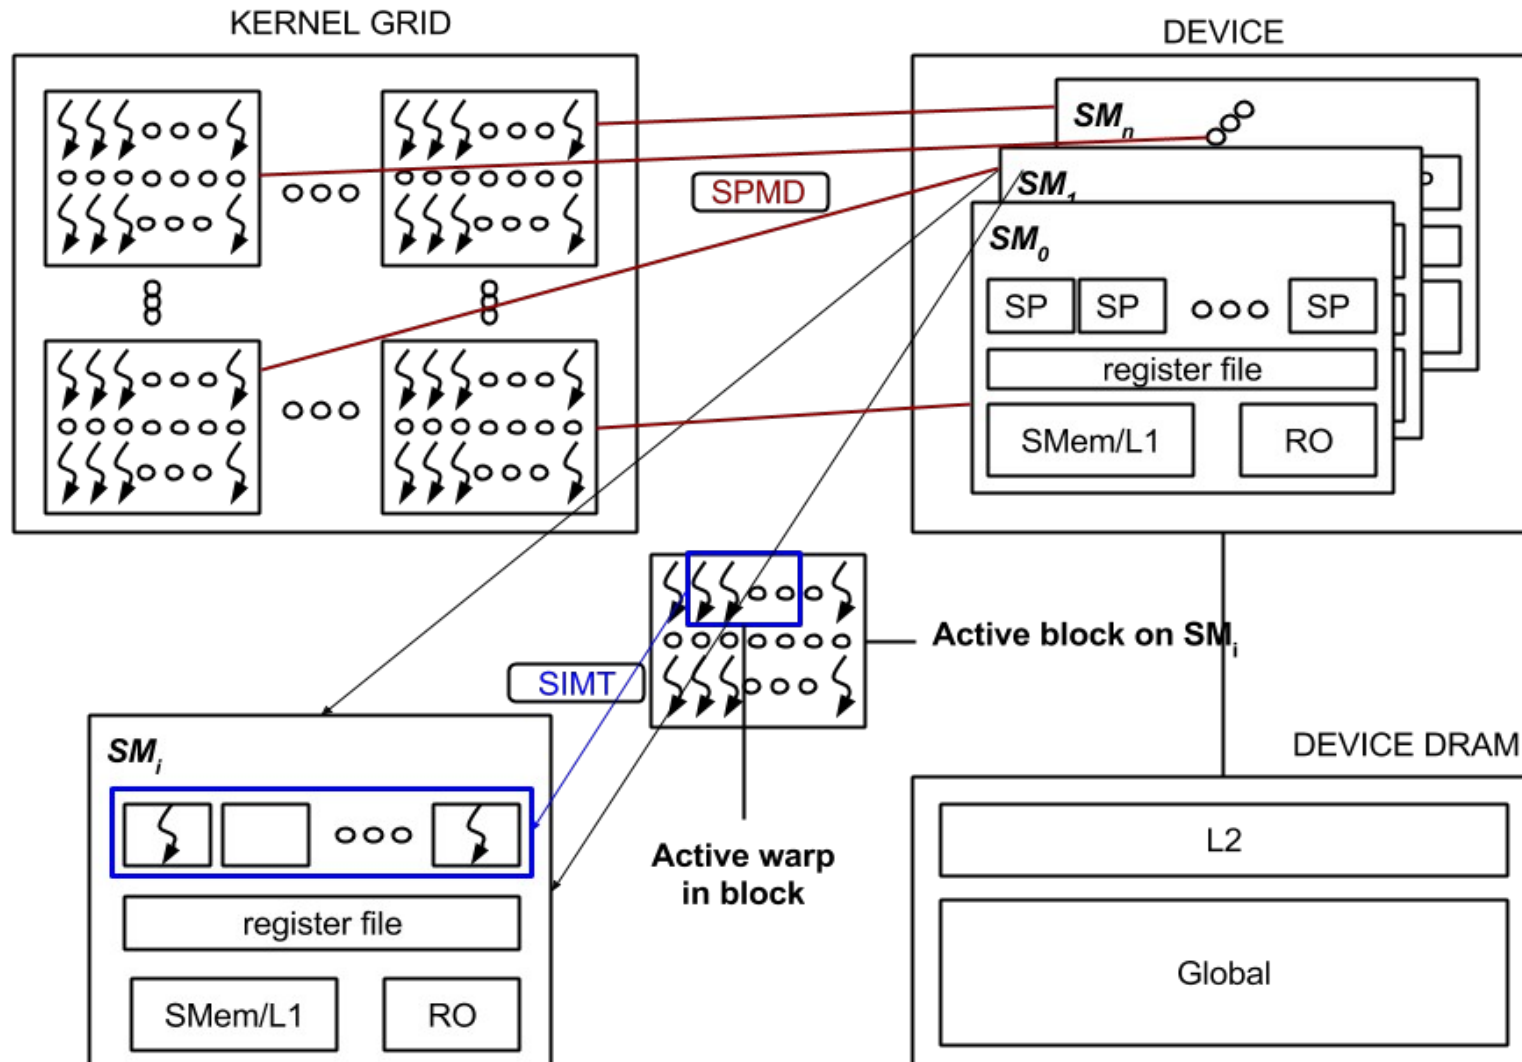 KERNEL GRID
DEVICE
SMn
SPMD
SM1
SM0
SP SP SP
register file
SMem/L1 RO
Active block on SMi
SIMT
SMi
DEVICE DRAM
L2
Active warp
in block
register file
Global
SMem/L1 RO